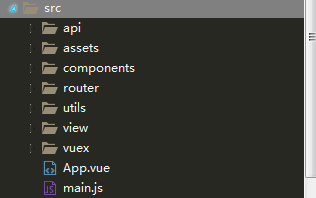 src
api
assets
components
router
utils
view
vuex
App.vue
main.js